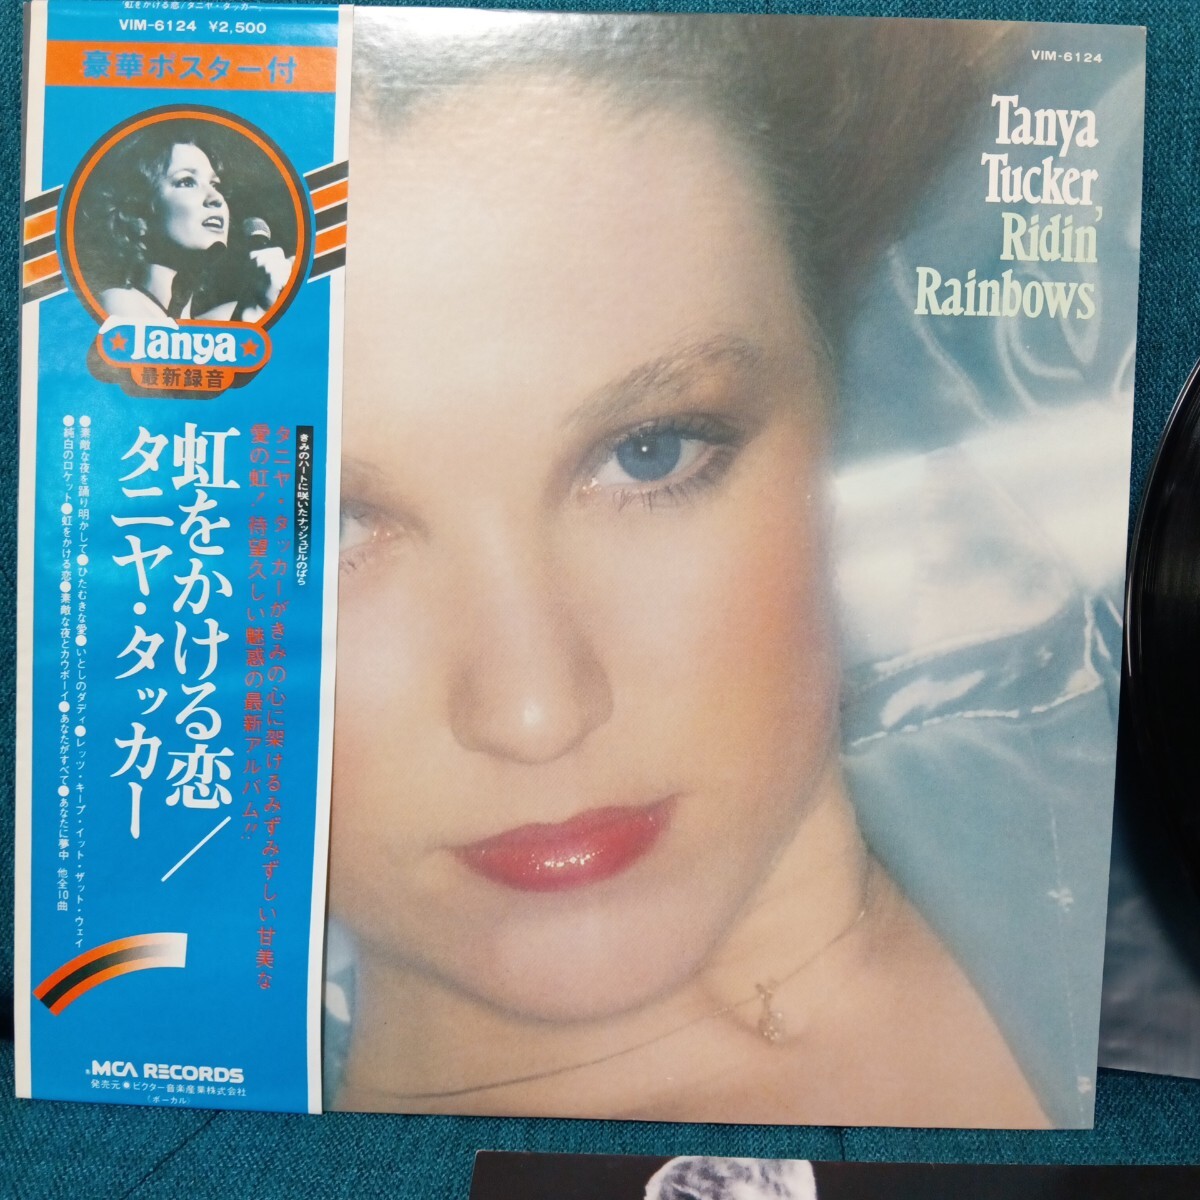 虹をかける恋/タニヤ・タッカー
VIM-6124 ¥2,500
豪華ポスター付
Tanya
最新録音
きみのハートに咲いたナッシュビルのばら
タニヤ・タッカーがきみの心に架けるみずみずしい甘美な
愛の虹!待望久しい魅惑の最新アルバム!!
虹をかける恋/
タニヤ・タッカー
●素敵な夜を踊り明かして●ひたむきな愛●いとしのダディ●レッツ・キープ・イット・ザット・ウェイ
●純白のロケット●虹をかける恋●素敵な夜とカウボーイ●あなたがすべて●あなたに夢中 他全10曲
MCA RECORDS
発売元●ビクター音楽産業株式会社
(ボーカル)
VIM-6124
Tanya
Tucker,
Ridin'
Rainbows